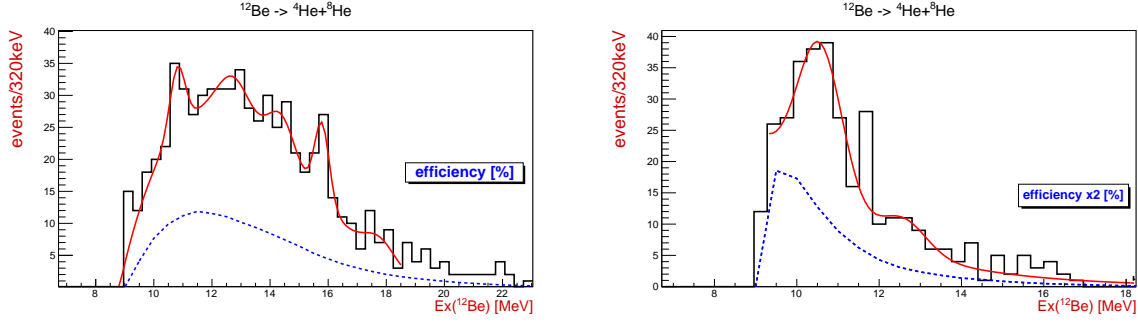 ¹²Be -> ⁴He+⁸He
events/320keV
40
35
30
25
20
15
10
5
efficiency [%]
8 10 12 14 16 18 20 22
Ex(¹²Be) [MeV]
¹²Be -> ⁴He+⁸He
events/320keV
40
35
30
25
20
15
10
5
efficiency x2 [%]
8 10 12 14 16 18
Ex(¹²Be) [MeV]